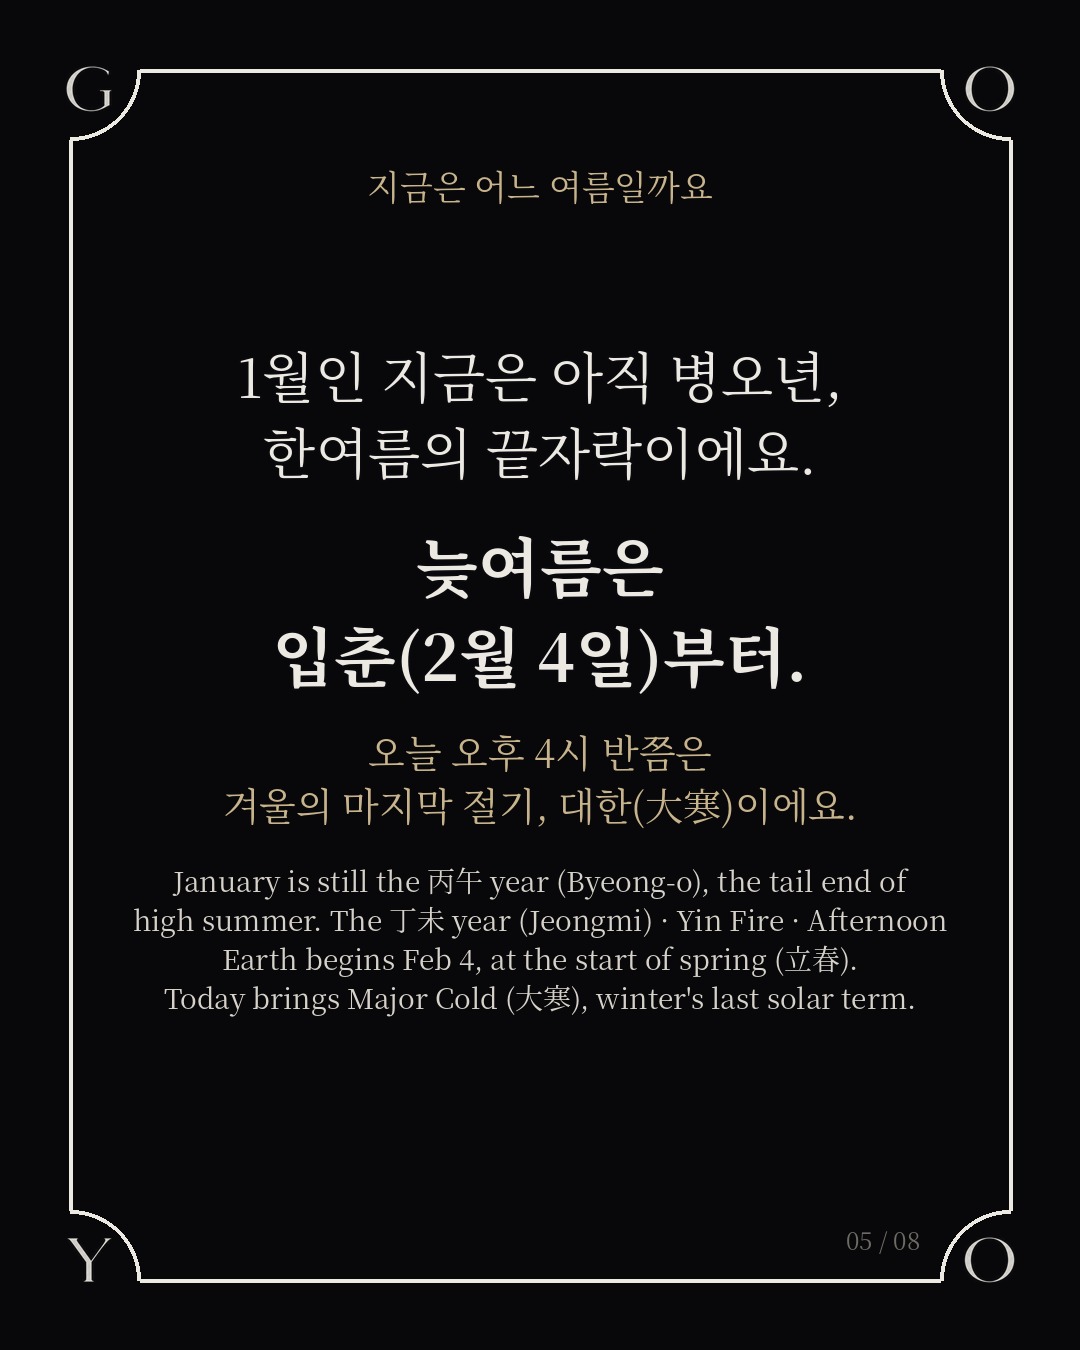 G O
지금은 어느 여름일까요
1월인 지금은 아직 병오년,
한여름의 끝자락이에요.
늦여름은
입춘(2월 4일)부터.
오늘 오후 4시 반쯤은
겨울의 마지막 절기, 대한(大寒)이에요.
January is still the 丙午 year (Byeong-o), the tail end of
high summer. The 丁未 year (Jeongmi) · Yin Fire · Afternoon
Earth begins Feb 4, at the start of spring (立春).
Today brings Major Cold (大寒), winter's last solar term.
05 / 08
Y O